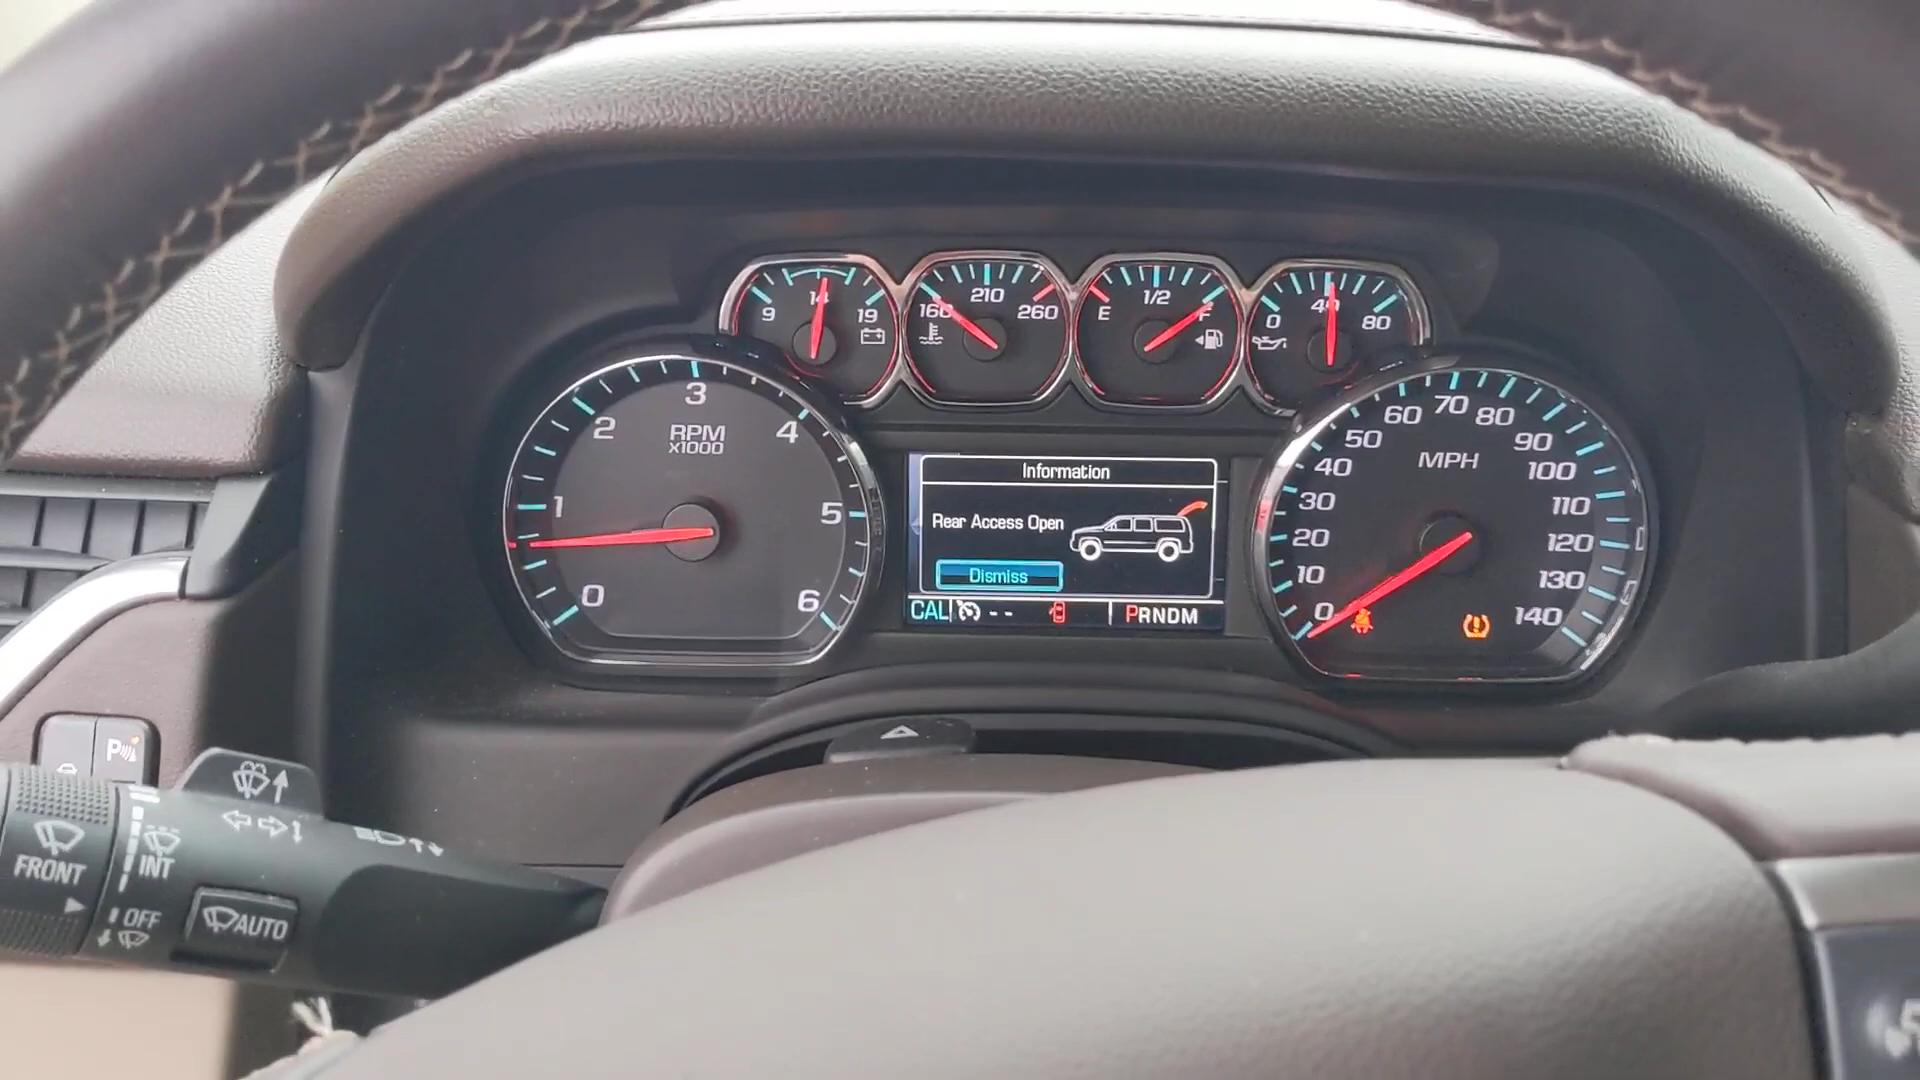 9 14 19
160 210 260
E 1/2 F
0 40 80
0 1 2 3 4 5 6
RPM
x1000
Information
Rear Access Open
Dismiss
CAL -- PRNDM
0 10 20 30 40 50 60 70 80 90 100 110 120 130 140
MPH
P
FRONT
INT
OFF
AUTO